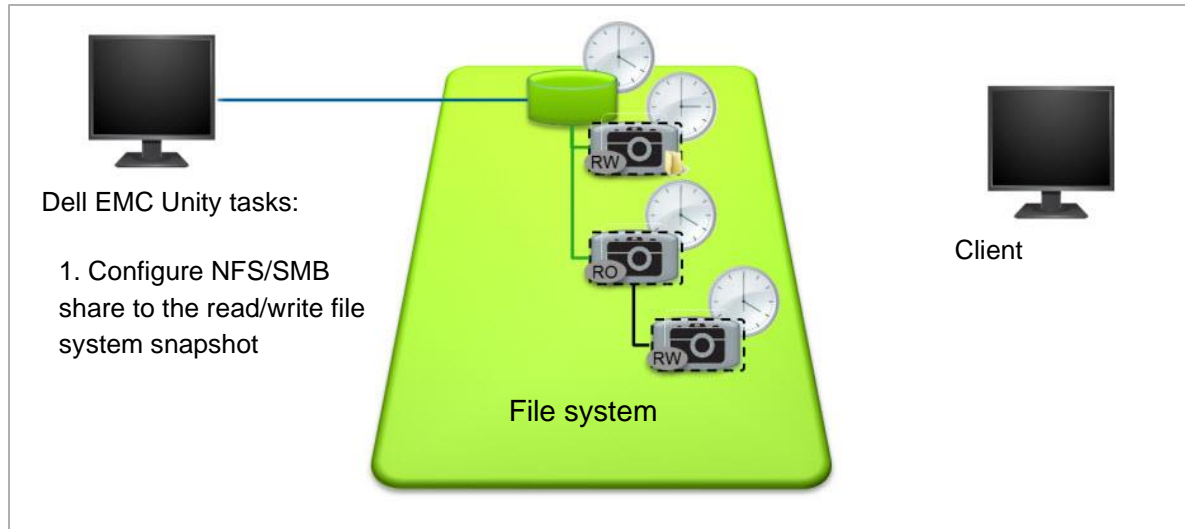 RW
Dell EMC Unity tasks:
1. Configure NFS/SMB
share to the read/write file
system snapshot
RO
RW
File system
Client